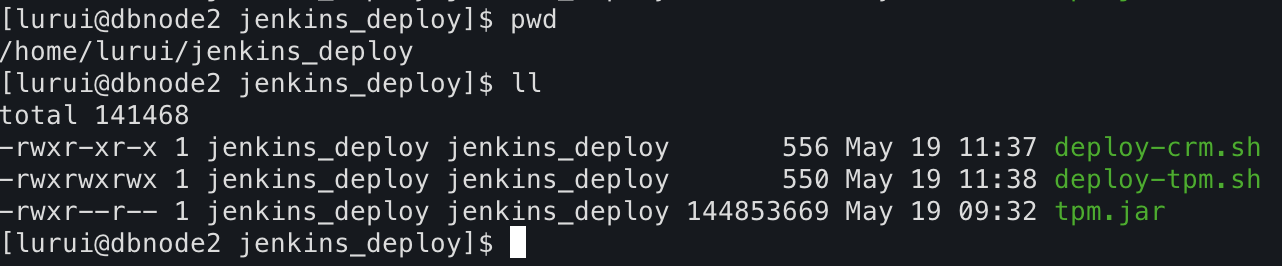 [lurui@dbnode2 jenkins_deploy]$ pwd
/home/lurui/jenkins_deploy
[lurui@dbnode2 jenkins_deploy]$ ll
total 141468
-rwxr-xr-x 1 jenkins_deploy jenkins_deploy       556 May 19 11:37 deploy-crm.sh
-rwxrwxrwx 1 jenkins_deploy jenkins_deploy       550 May 19 11:38 deploy-tpm.sh
-rwxr--r-- 1 jenkins_deploy jenkins_deploy 144853669 May 19 09:32 tpm.jar
[lurui@dbnode2 jenkins_deploy]$